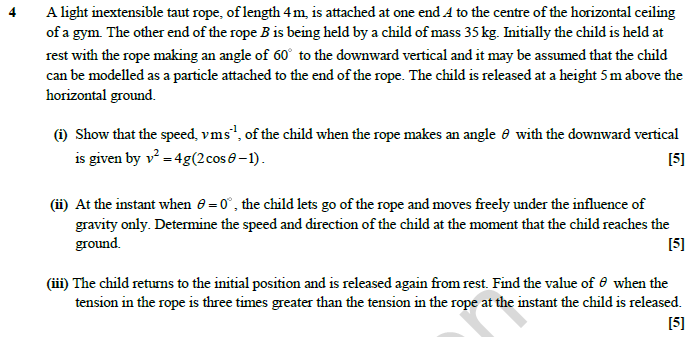 4 A light inextensible taut rope, of length 4 m, is attached at one end A to the centre of the horizontal ceiling
of a gym. The other end of the rope B is being held by a child of mass 35 kg. Initially the child is held at
rest with the rope making an angle of 60° to the downward vertical and it may be assumed that the child
can be modelled as a particle attached to the end of the rope. The child is released at a height 5 m above the
horizontal ground.
(i) Show that the speed, v m s⁻¹, of the child when the rope makes an angle θ with the downward vertical
is given by v² = 4g(2cosθ − 1). [5]
(ii) At the instant when θ = 0°, the child lets go of the rope and moves freely under the influence of
gravity only. Determine the speed and direction of the child at the moment that the child reaches the
ground. [5]
(iii) The child returns to the initial position and is released again from rest. Find the value of θ when the
tension in the rope is three times greater than the tension in the rope at the instant the child is released.
[5]